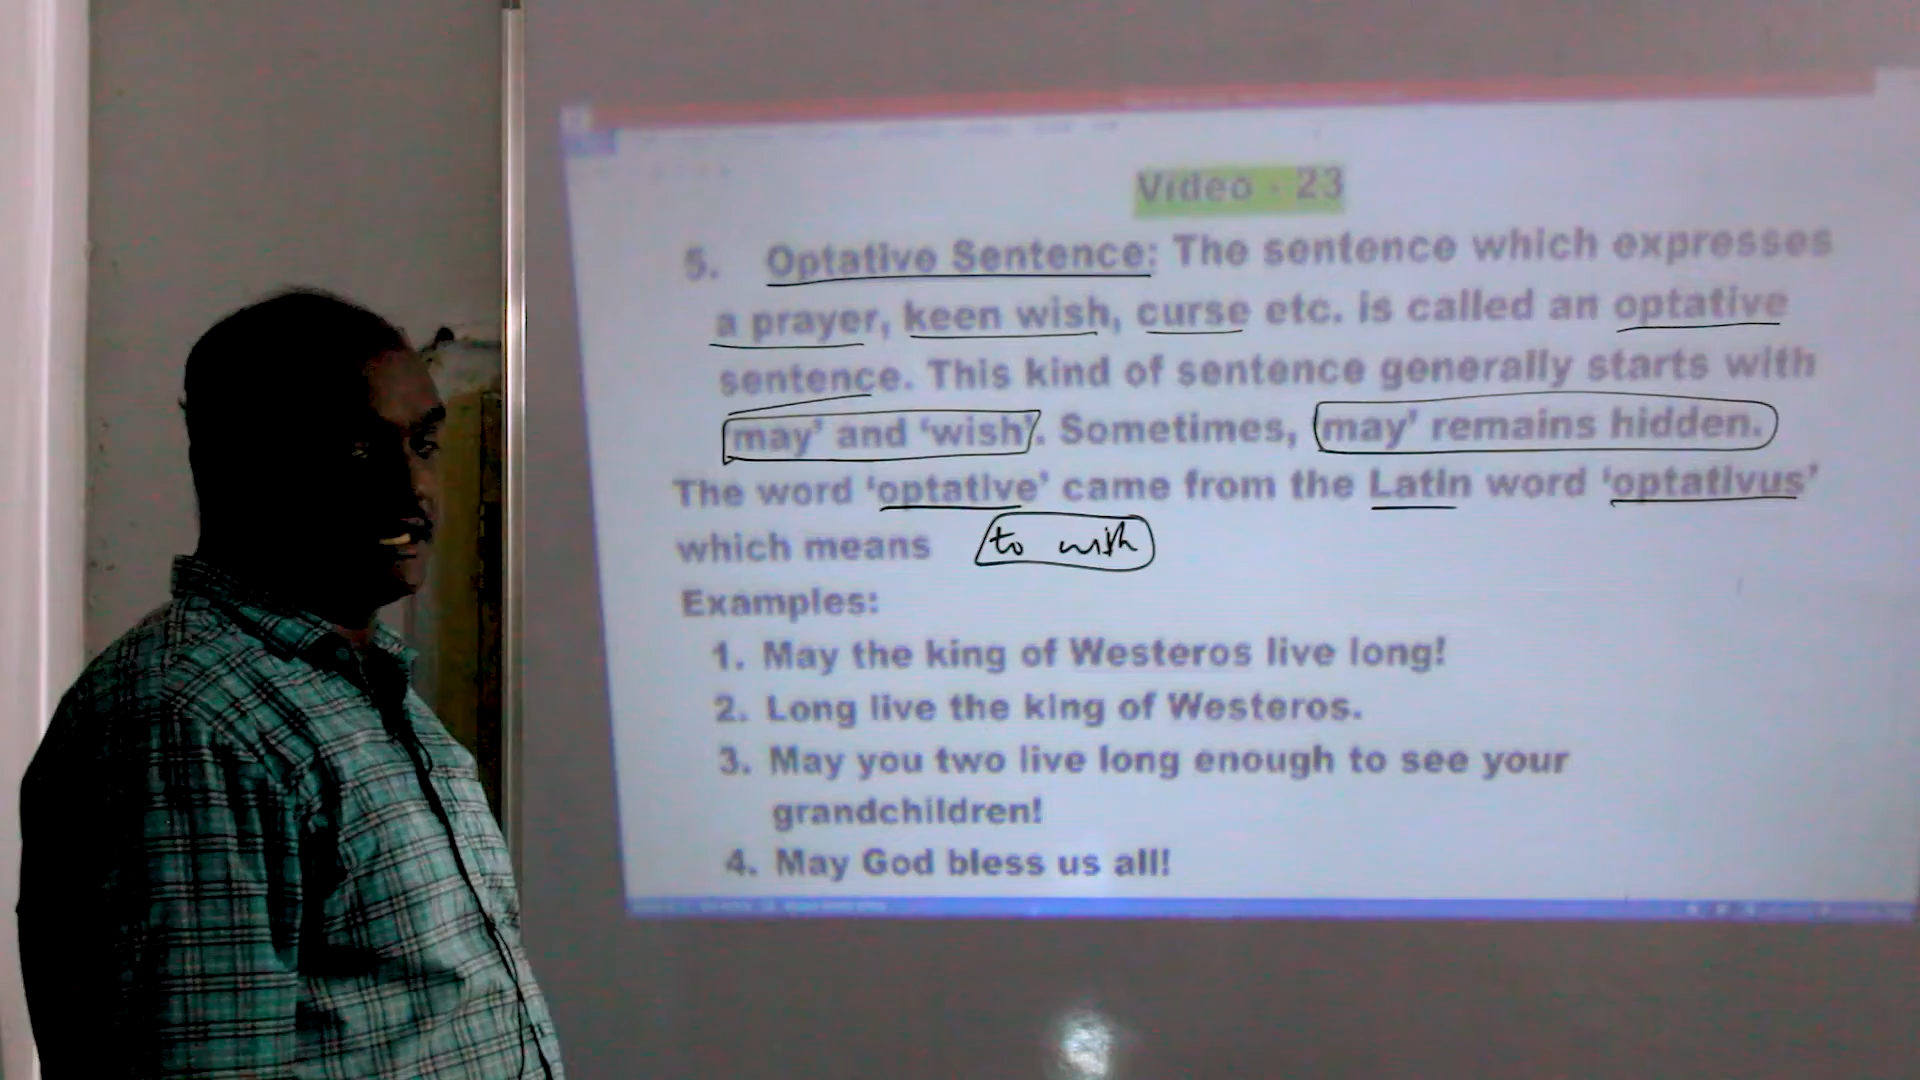 Video - 23
5. Optative Sentence: The sentence which expresses
a prayer, keen wish, curse etc. is called an optative
sentence. This kind of sentence generally starts with
'may' and 'wish'. Sometimes, may' remains hidden.
The word 'optative' came from the Latin word 'optativus'
which means to wish
Examples:
1. May the king of Westeros live long!
2. Long live the king of Westeros.
3. May you two live long enough to see your
grandchildren!
4. May God bless us all!